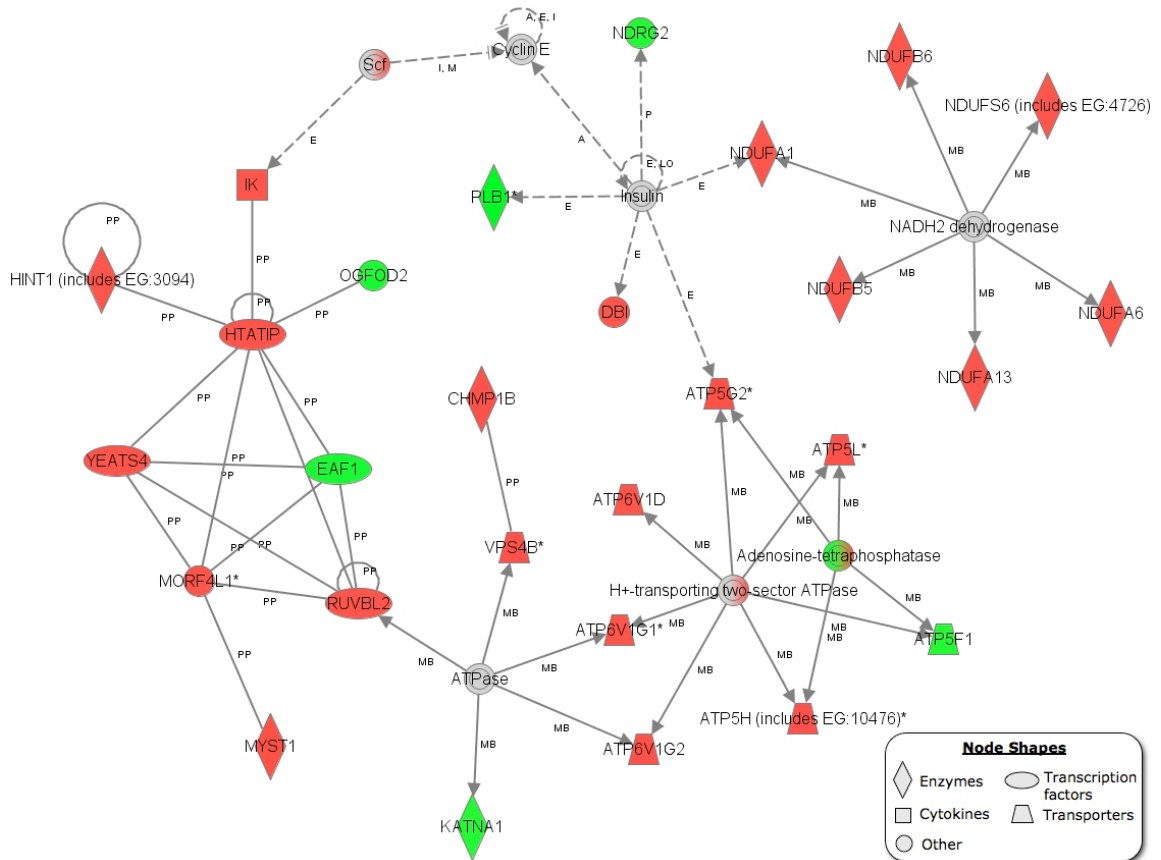 A, E, I
NDRG2
Cyclin E
NDUFB6
Scf
I, M
NDUFS6 (includes EG:4726)
P
E
A
NDUFA1
E, LO
MB
MB
IK
PLB1*
E
Insulin
E
MB
NADH2 dehydrogenase
PP
PP
E
MB
HINT1 (includes EG:3094)
OGFOD2
MB
MB
NDUFB5
E
PP
PP
PP
DBI
NDUFA6
HTATIP
PP
PP
NDUFA13
CHMP1B
ATP5G2*
ATP5L*
YEATS4
PP
EAF1
PP
ATP6V1D
MB
MB
PP
PP
PP
MB
MB
PP
PP
VPS4B*
Adenosine-tetraphosphatase
PP
MORF4L1*
H+-transporting two-sector ATPase
PP
RUVBL2
MB
MB
MB
ATP6V1G1*
MB
MB
ATP5F1
MB
MB
MB
MB
PP
MB
ATPase
MB
ATP5H (includes EG:10476)*
MYST1
MB
MB
ATP6V1G2
KATNA1
Node Shapes
Enzymes
Transcription
factors
Cytokines
Transporters
Other